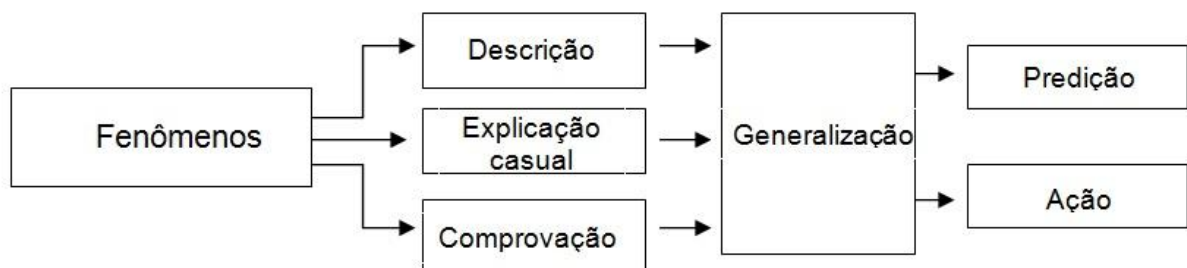 Fenômenos
Descrição
Explicação
casual
Comprovação
Generalização
Predição
Ação